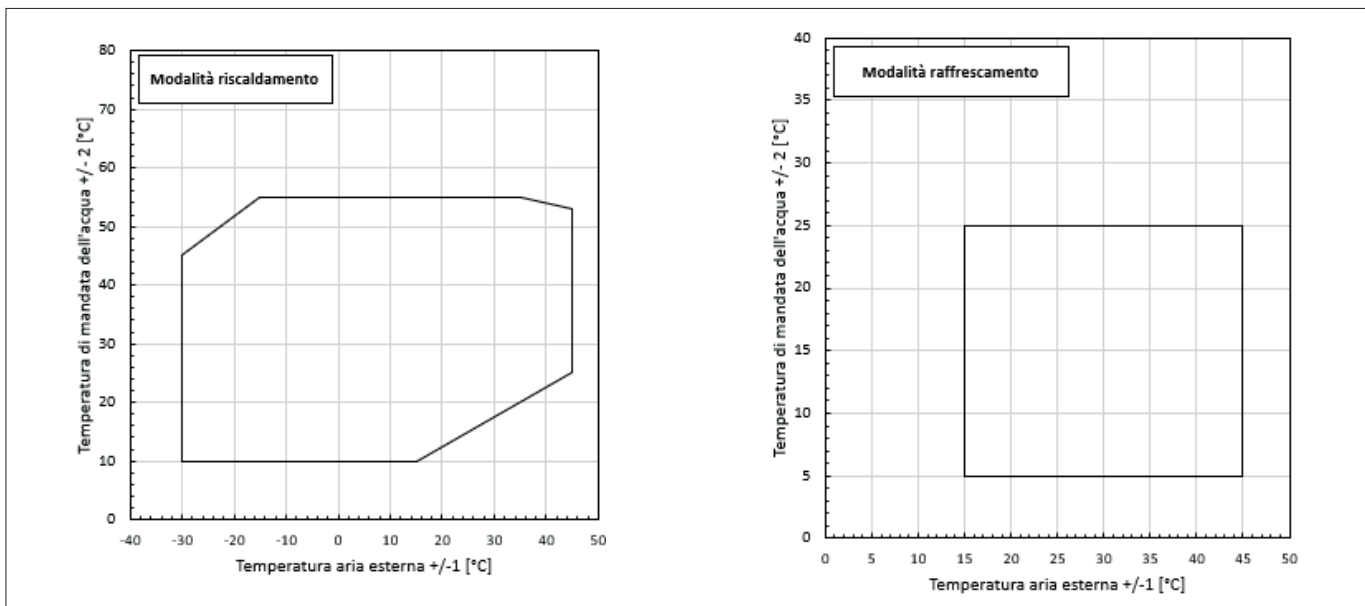 Modalità riscaldamento
Temperatura di mandata dell'acqua +/- 2 [°C]
80
70
60
50
40
30
20
10
0
-40 -30 -20 -10 0 10 20 30 40 50
Temperatura aria esterna +/-1 [°C]
Modalità raffrescamento
Temperatura di mandata dell'acqua +/- 2 [°C]
40
35
30
25
20
15
10
5
0
0 5 10 15 20 25 30 35 40 45 50
Temperatura aria esterna +/-1 [°C]